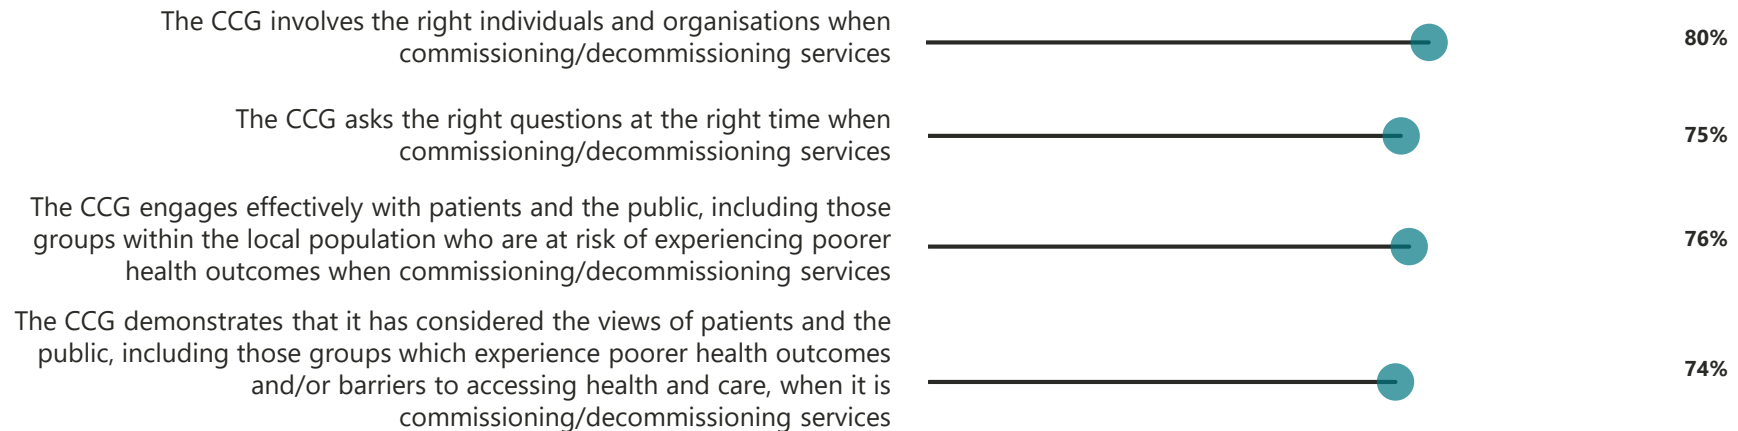 The CCG involves the right individuals and organisations when
commissioning/decommissioning services
80%
The CCG asks the right questions at the right time when
commissioning/decommissioning services
75%
The CCG engages effectively with patients and the public, including those
groups within the local population who are at risk of experiencing poorer
health outcomes when commissioning/decommissioning services
76%
The CCG demonstrates that it has considered the views of patients and the
public, including those groups which experience poorer health outcomes
and/or barriers to accessing health and care, when it is
commissioning/decommissioning services
74%